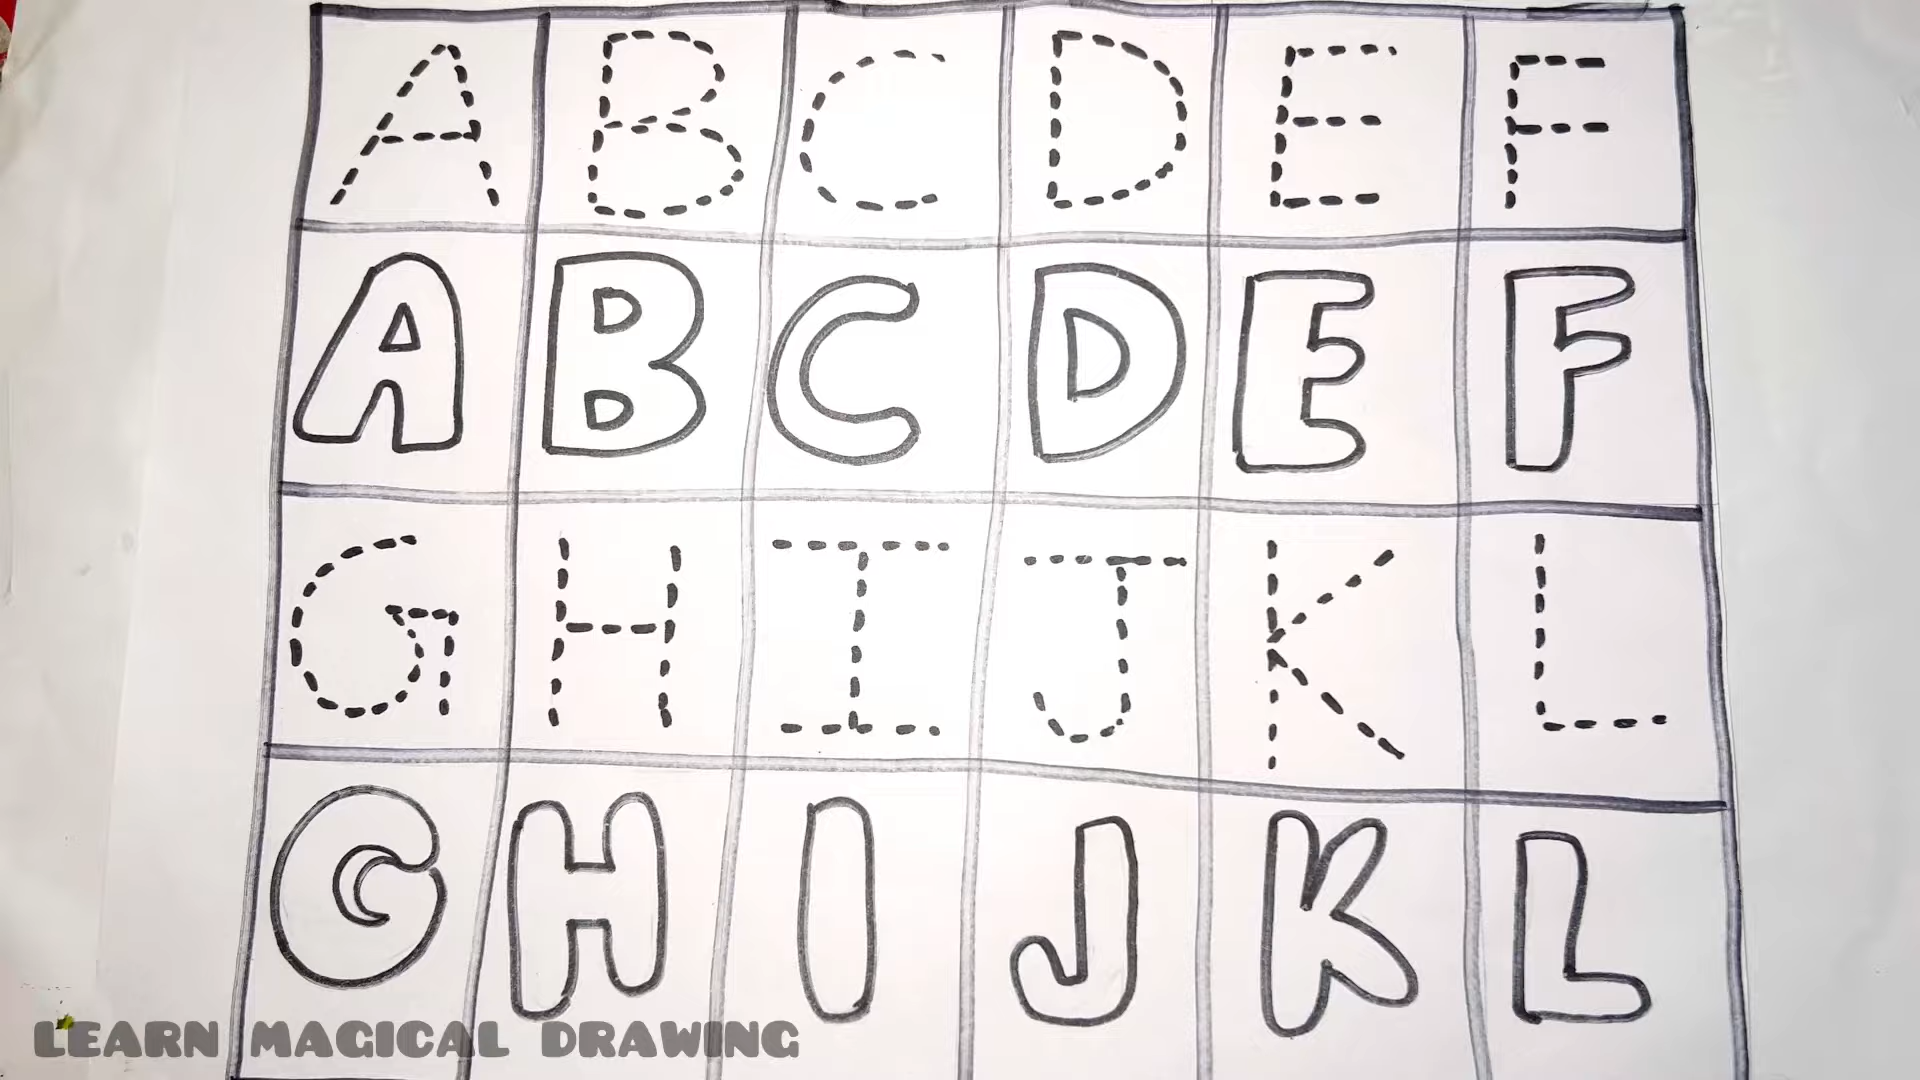 A B C D E F
A B C D E F
G H I J K L
G H I J K L
LEARN MAGICAL DRAWING